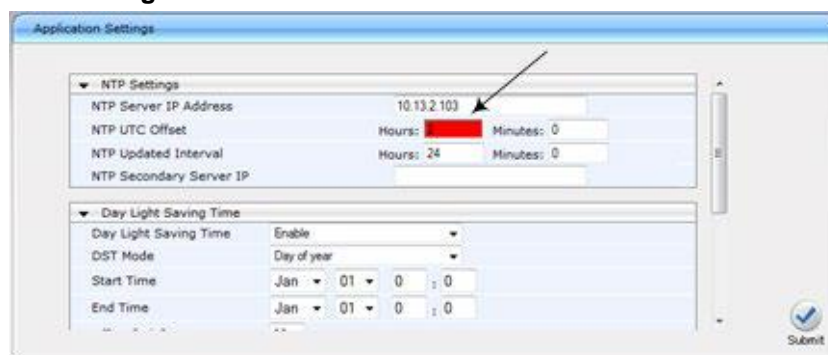 Application Settings
NTP Settings
NTP Server IP Address 10.13.2.103
NTP UTC Offset Hours: Minutes: 0
NTP Updated Interval Hours: 24 Minutes: 0
NTP Secondary Server IP
Day Light Saving Time
Day Light Saving Time Enable
DST Mode Day of year
Start Time Jan 01 0 : 0
End Time Jan 01 0 : 0
Submit